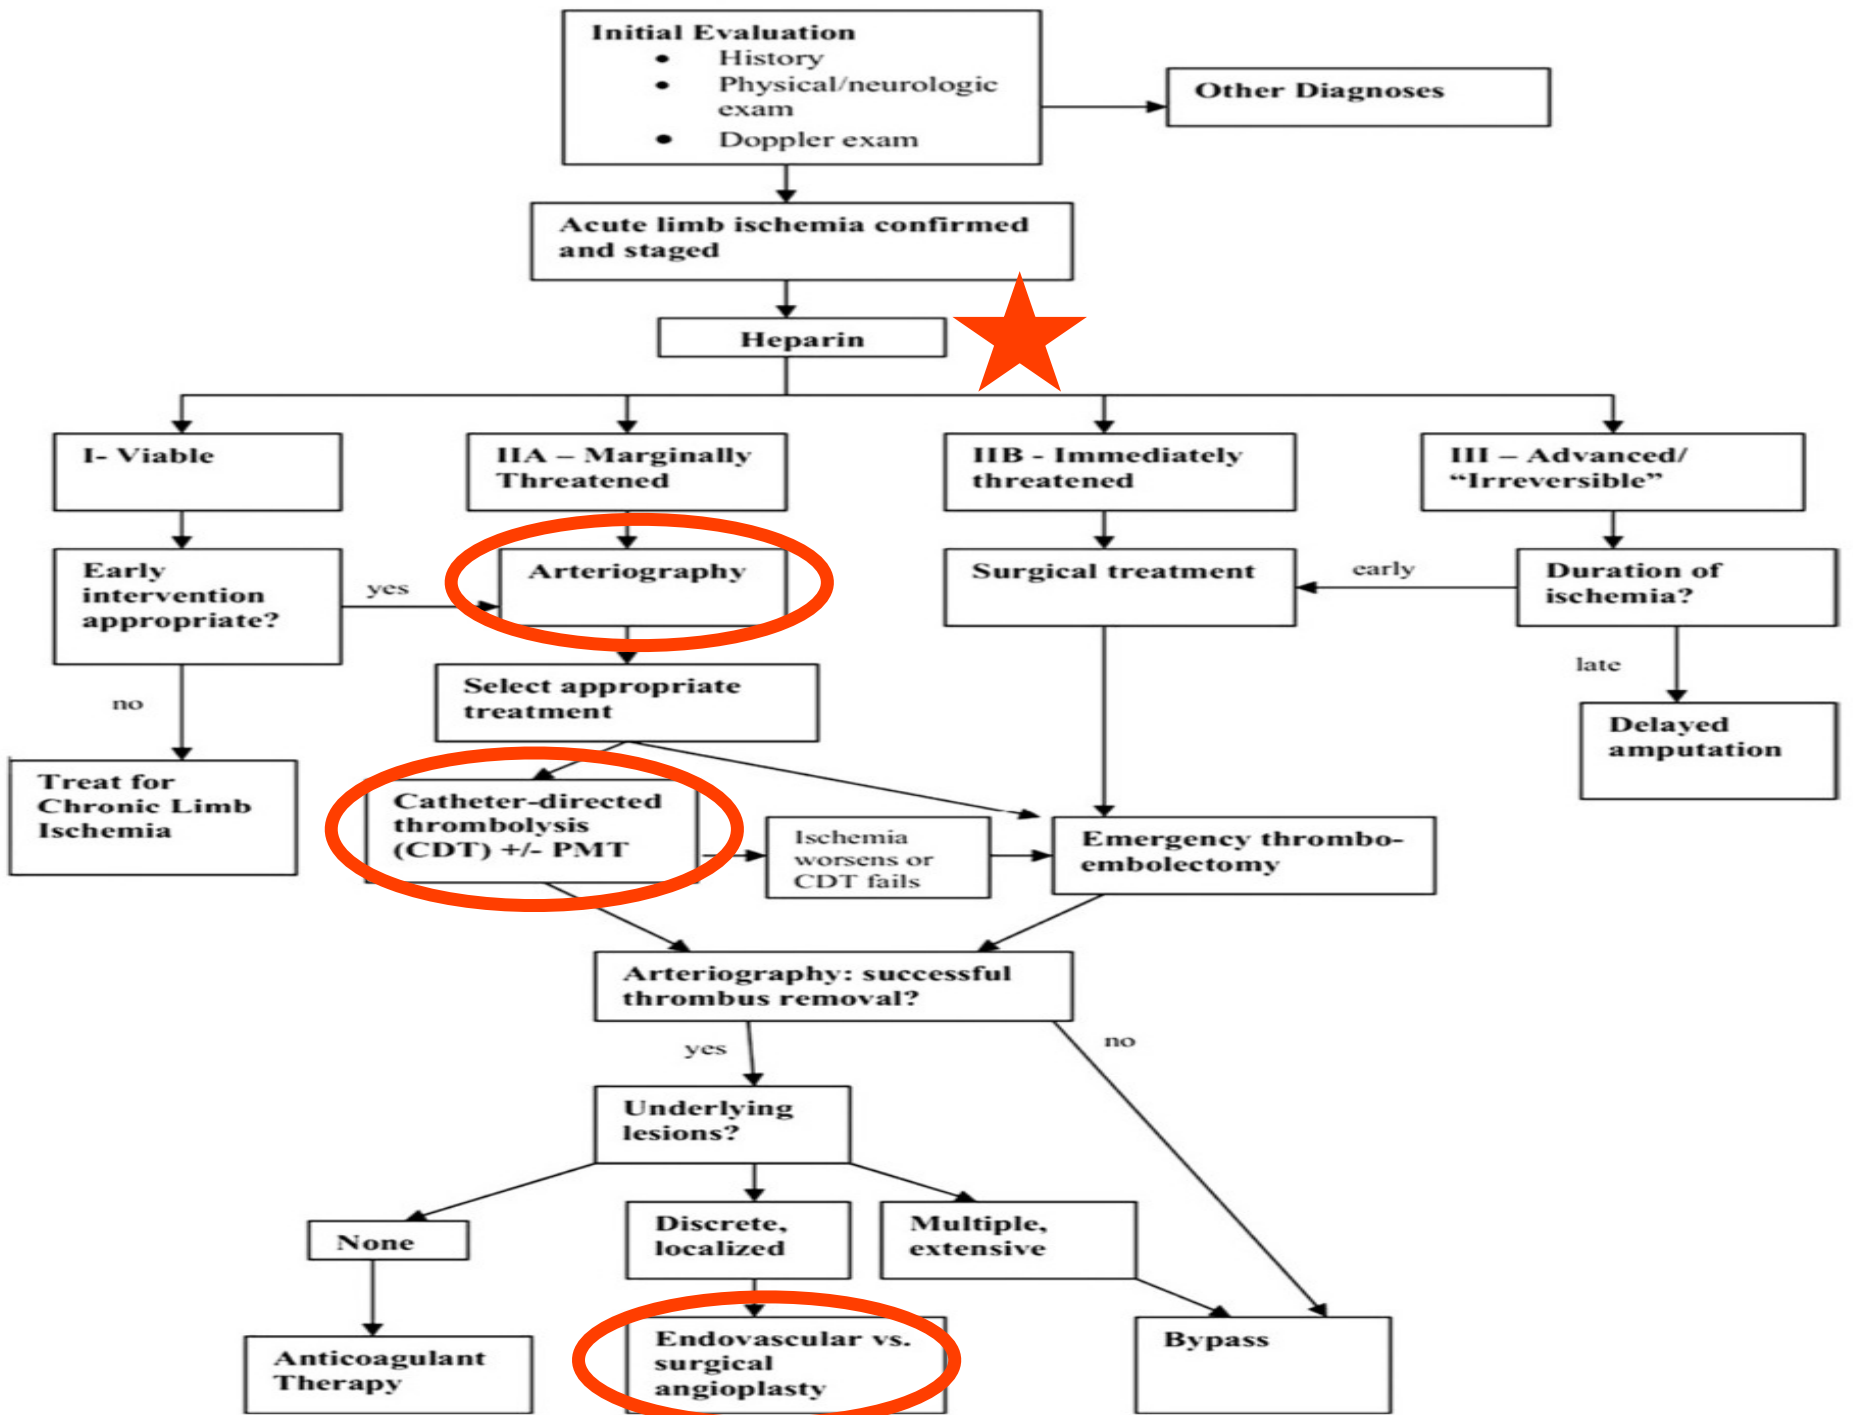 Initial Evaluation
• History
• Physical/neurologic
exam
• Doppler exam
Other Diagnoses
Acute limb ischemia confirmed
and staged
Heparin
I- Viable
IIA – Marginally
Threatened
IIB - Immediately
threatened
III – Advanced/
“Irreversible”
Early
intervention
appropriate?
yes
Arteriography
Surgical treatment
early
Duration of
ischemia?
no
Select appropriate
treatment
late
Delayed
amputation
Treat for
Chronic Limb
Ischemia
Catheter-directed
thrombolysis
(CDT) +/- PMT
Ischemia
worsens or
CDT fails
Emergency thrombo-
embolectomy
Arteriography: successful
thrombus removal?
yes
no
Underlying
lesions?
None
Discrete,
localized
Multiple,
extensive
Anticoagulant
Therapy
Endovascular vs.
surgical
angioplasty
Bypass